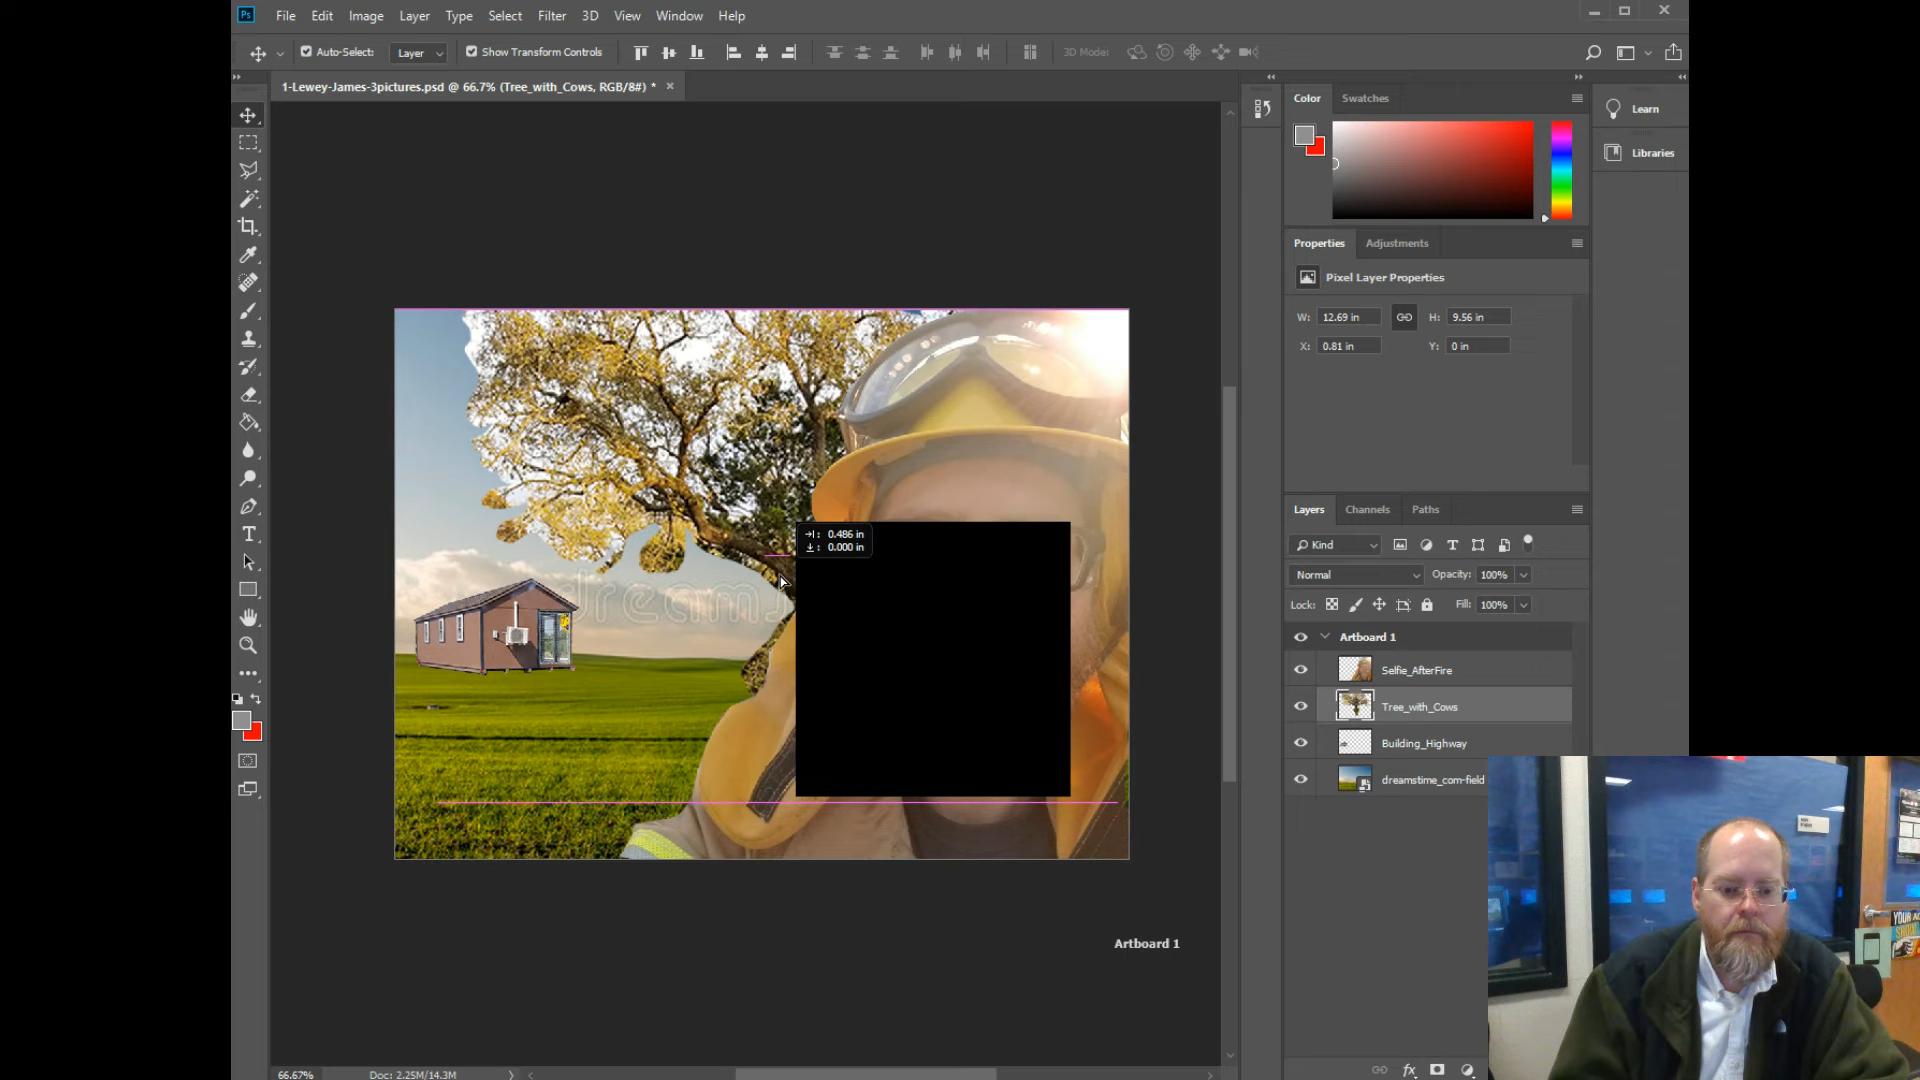 Ps File Edit Image Layer Type Select Filter 3D View Window Help
Auto-Select: Layer Show Transform Controls 3D Mode:
1-Lewey-James-3pictures.psd @ 66.7% (Tree_with_Cows, RGB/8#) * ×
Color Swatches
Learn
Libraries
Properties Adjustments
Pixel Layer Properties
W: 12.69 in H: 9.56 in
X: 0.81 in Y: 0 in
Layers Channels Paths
Kind
Normal Opacity: 100%
Lock: Fill: 100%
Artboard 1
Selfie_AfterFire
Tree_with_Cows
Building_Highway
dreamstime_com-field
0.486 in
0.000 in
dreams
Artboard 1
66.67% Doc: 2.25M/14.3M
YOUR
SHOW